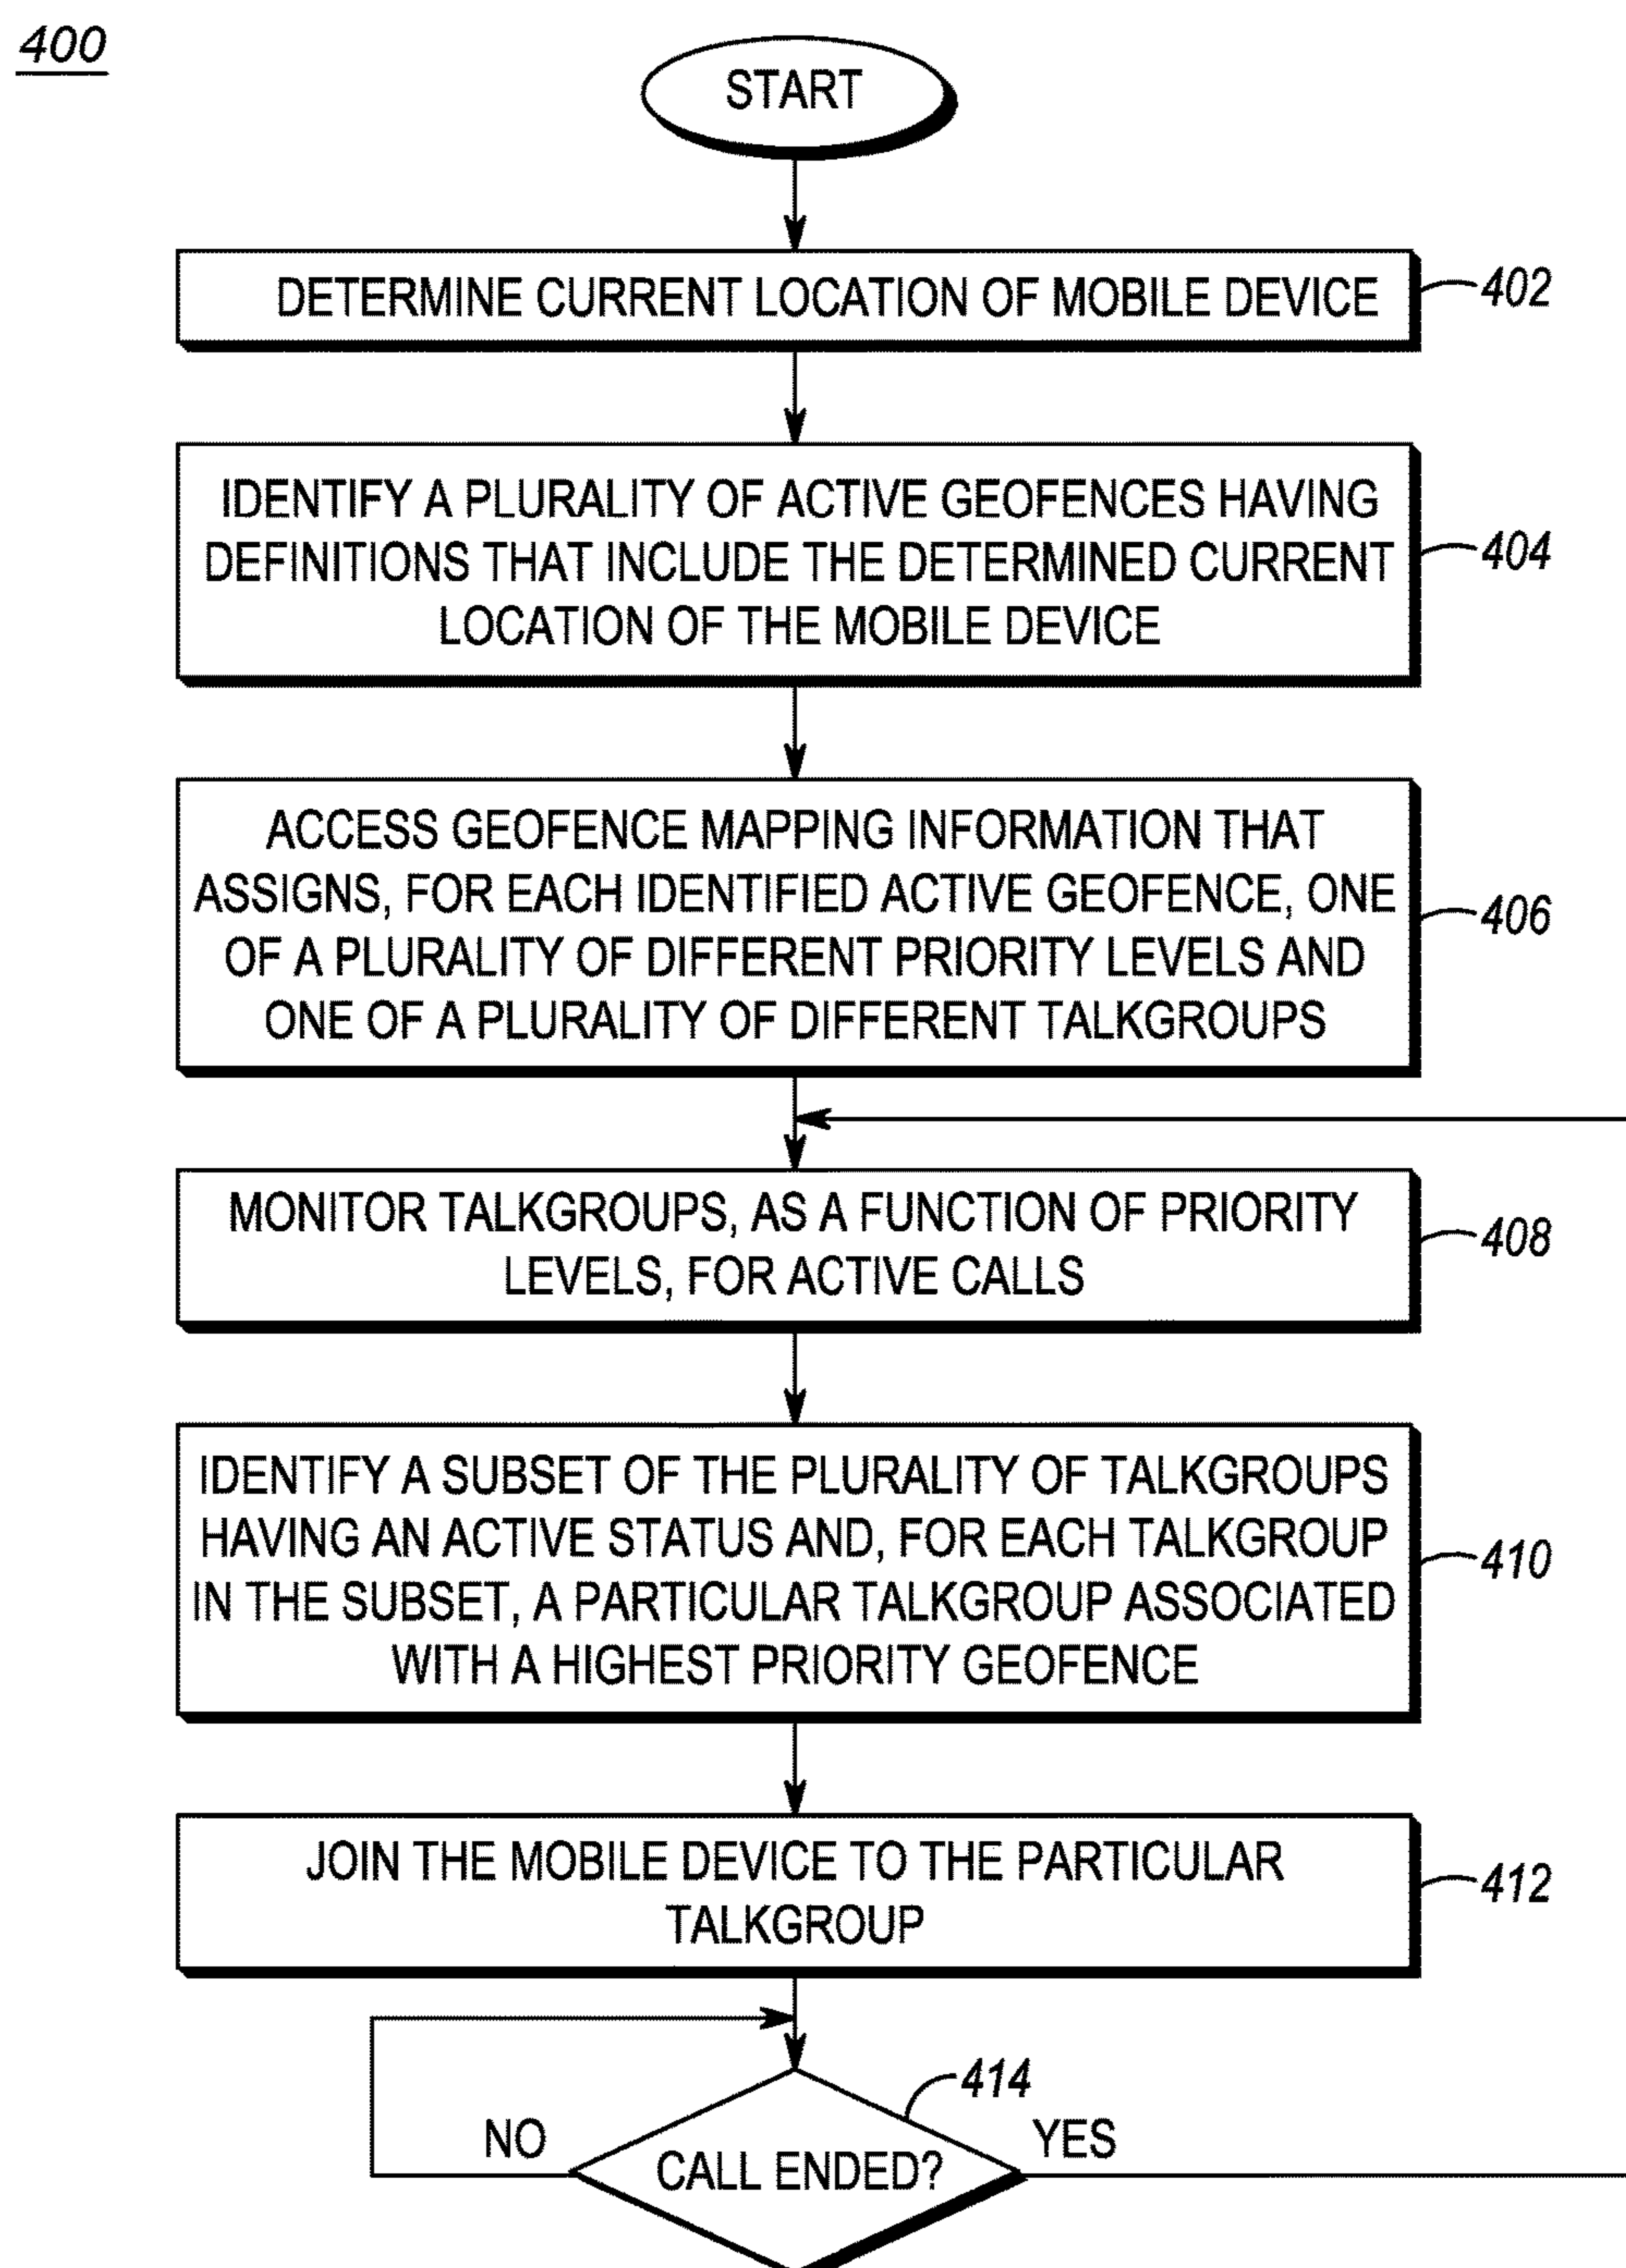 400
START
DETERMINE CURRENT LOCATION OF MOBILE DEVICE
402
IDENTIFY A PLURALITY OF ACTIVE GEOFENCES HAVING
DEFINITIONS THAT INCLUDE THE DETERMINED CURRENT
LOCATION OF THE MOBILE DEVICE
404
ACCESS GEOFENCE MAPPING INFORMATION THAT
ASSIGNS, FOR EACH IDENTIFIED ACTIVE GEOFENCE, ONE
OF A PLURALITY OF DIFFERENT PRIORITY LEVELS AND
ONE OF A PLURALITY OF DIFFERENT TALKGROUPS
406
MONITOR TALKGROUPS, AS A FUNCTION OF PRIORITY
LEVELS, FOR ACTIVE CALLS
408
IDENTIFY A SUBSET OF THE PLURALITY OF TALKGROUPS
HAVING AN ACTIVE STATUS AND, FOR EACH TALKGROUP
IN THE SUBSET, A PARTICULAR TALKGROUP ASSOCIATED
WITH A HIGHEST PRIORITY GEOFENCE
410
JOIN THE MOBILE DEVICE TO THE PARTICULAR
TALKGROUP
412
414
NO
CALL ENDED?
YES